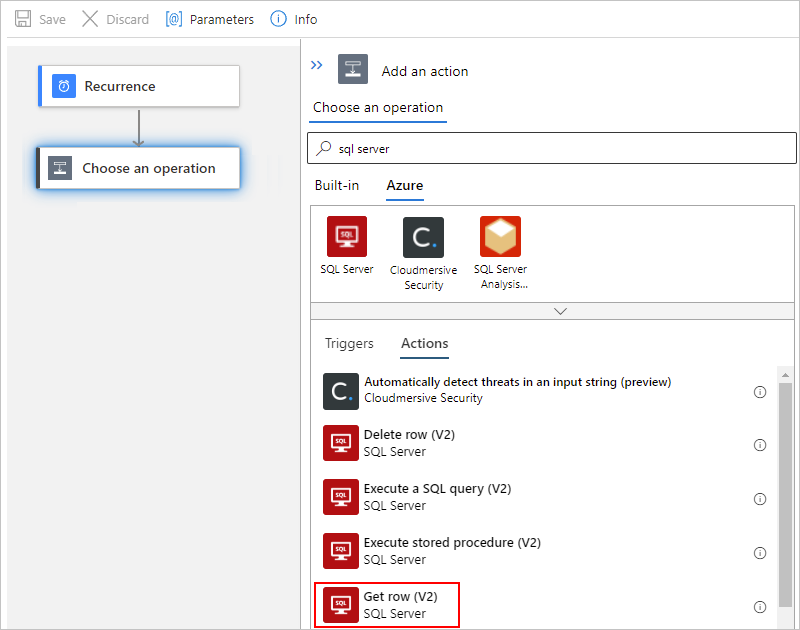 Save Discard [@] Parameters Info
Recurrence
Choose an operation
Add an action
Choose an operation
sql server
Built-in Azure
SQL
C.
SQL Server
Cloudmersive
Security
SQL Server
Analysis...
Triggers Actions
C.
Automatically detect threats in an input string (preview)
Cloudmersive Security
SQL
Delete row (V2)
SQL Server
SQL
Execute a SQL query (V2)
SQL Server
SQL
Execute stored procedure (V2)
SQL Server
SQL
Get row (V2)
SQL Server